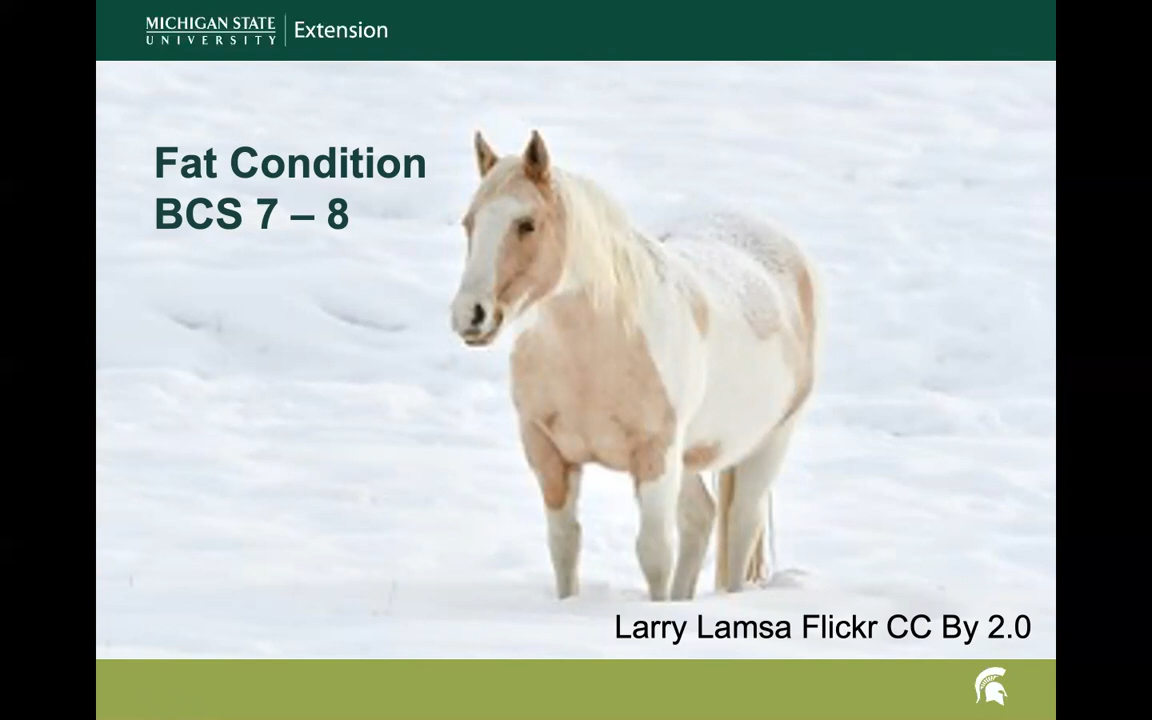 MICHIGAN STATE
UNIVERSITY
Extension
Fat Condition
BCS 7 – 8
Larry Lamsa Flickr CC By 2.0